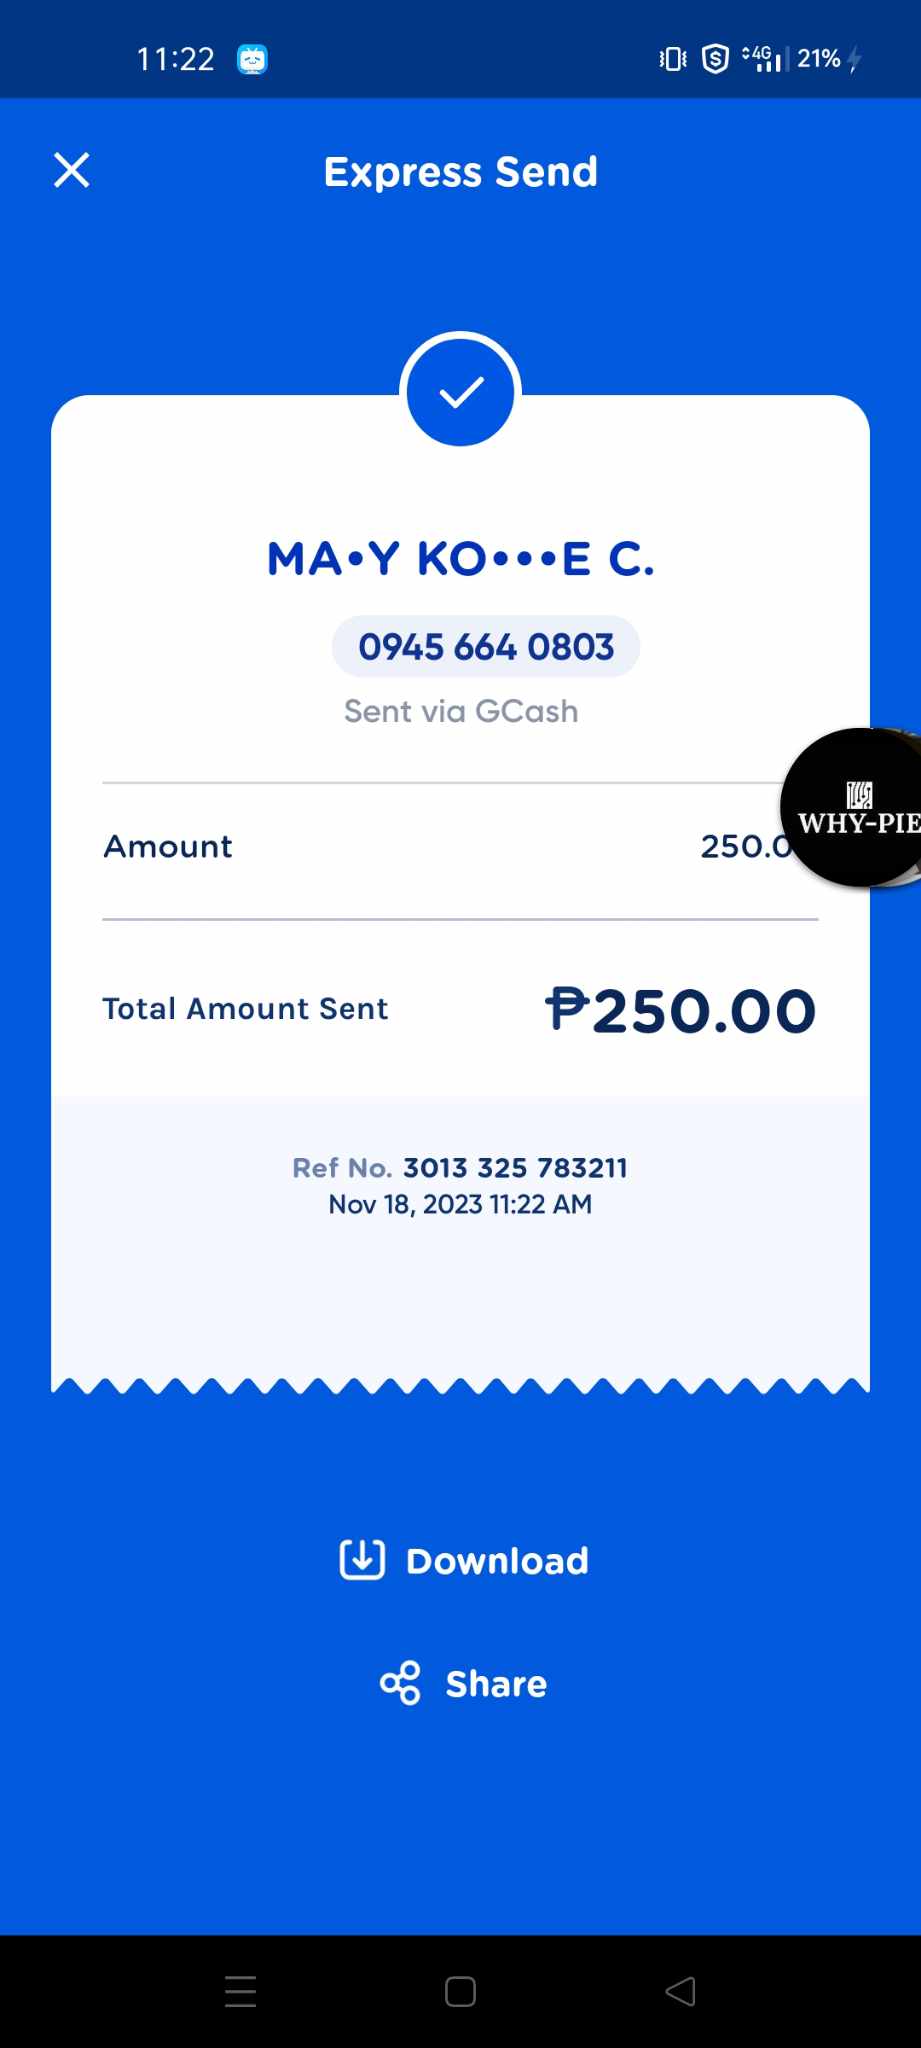 11:22 4G 21%
Express Send
MA•Y KO•••E C.
0945 664 0803
Sent via GCash
Amount 250.0
WHY-PIE
Total Amount Sent ₱250.00
Ref No. 3013 325 783211
Nov 18, 2023 11:22 AM
Download
Share